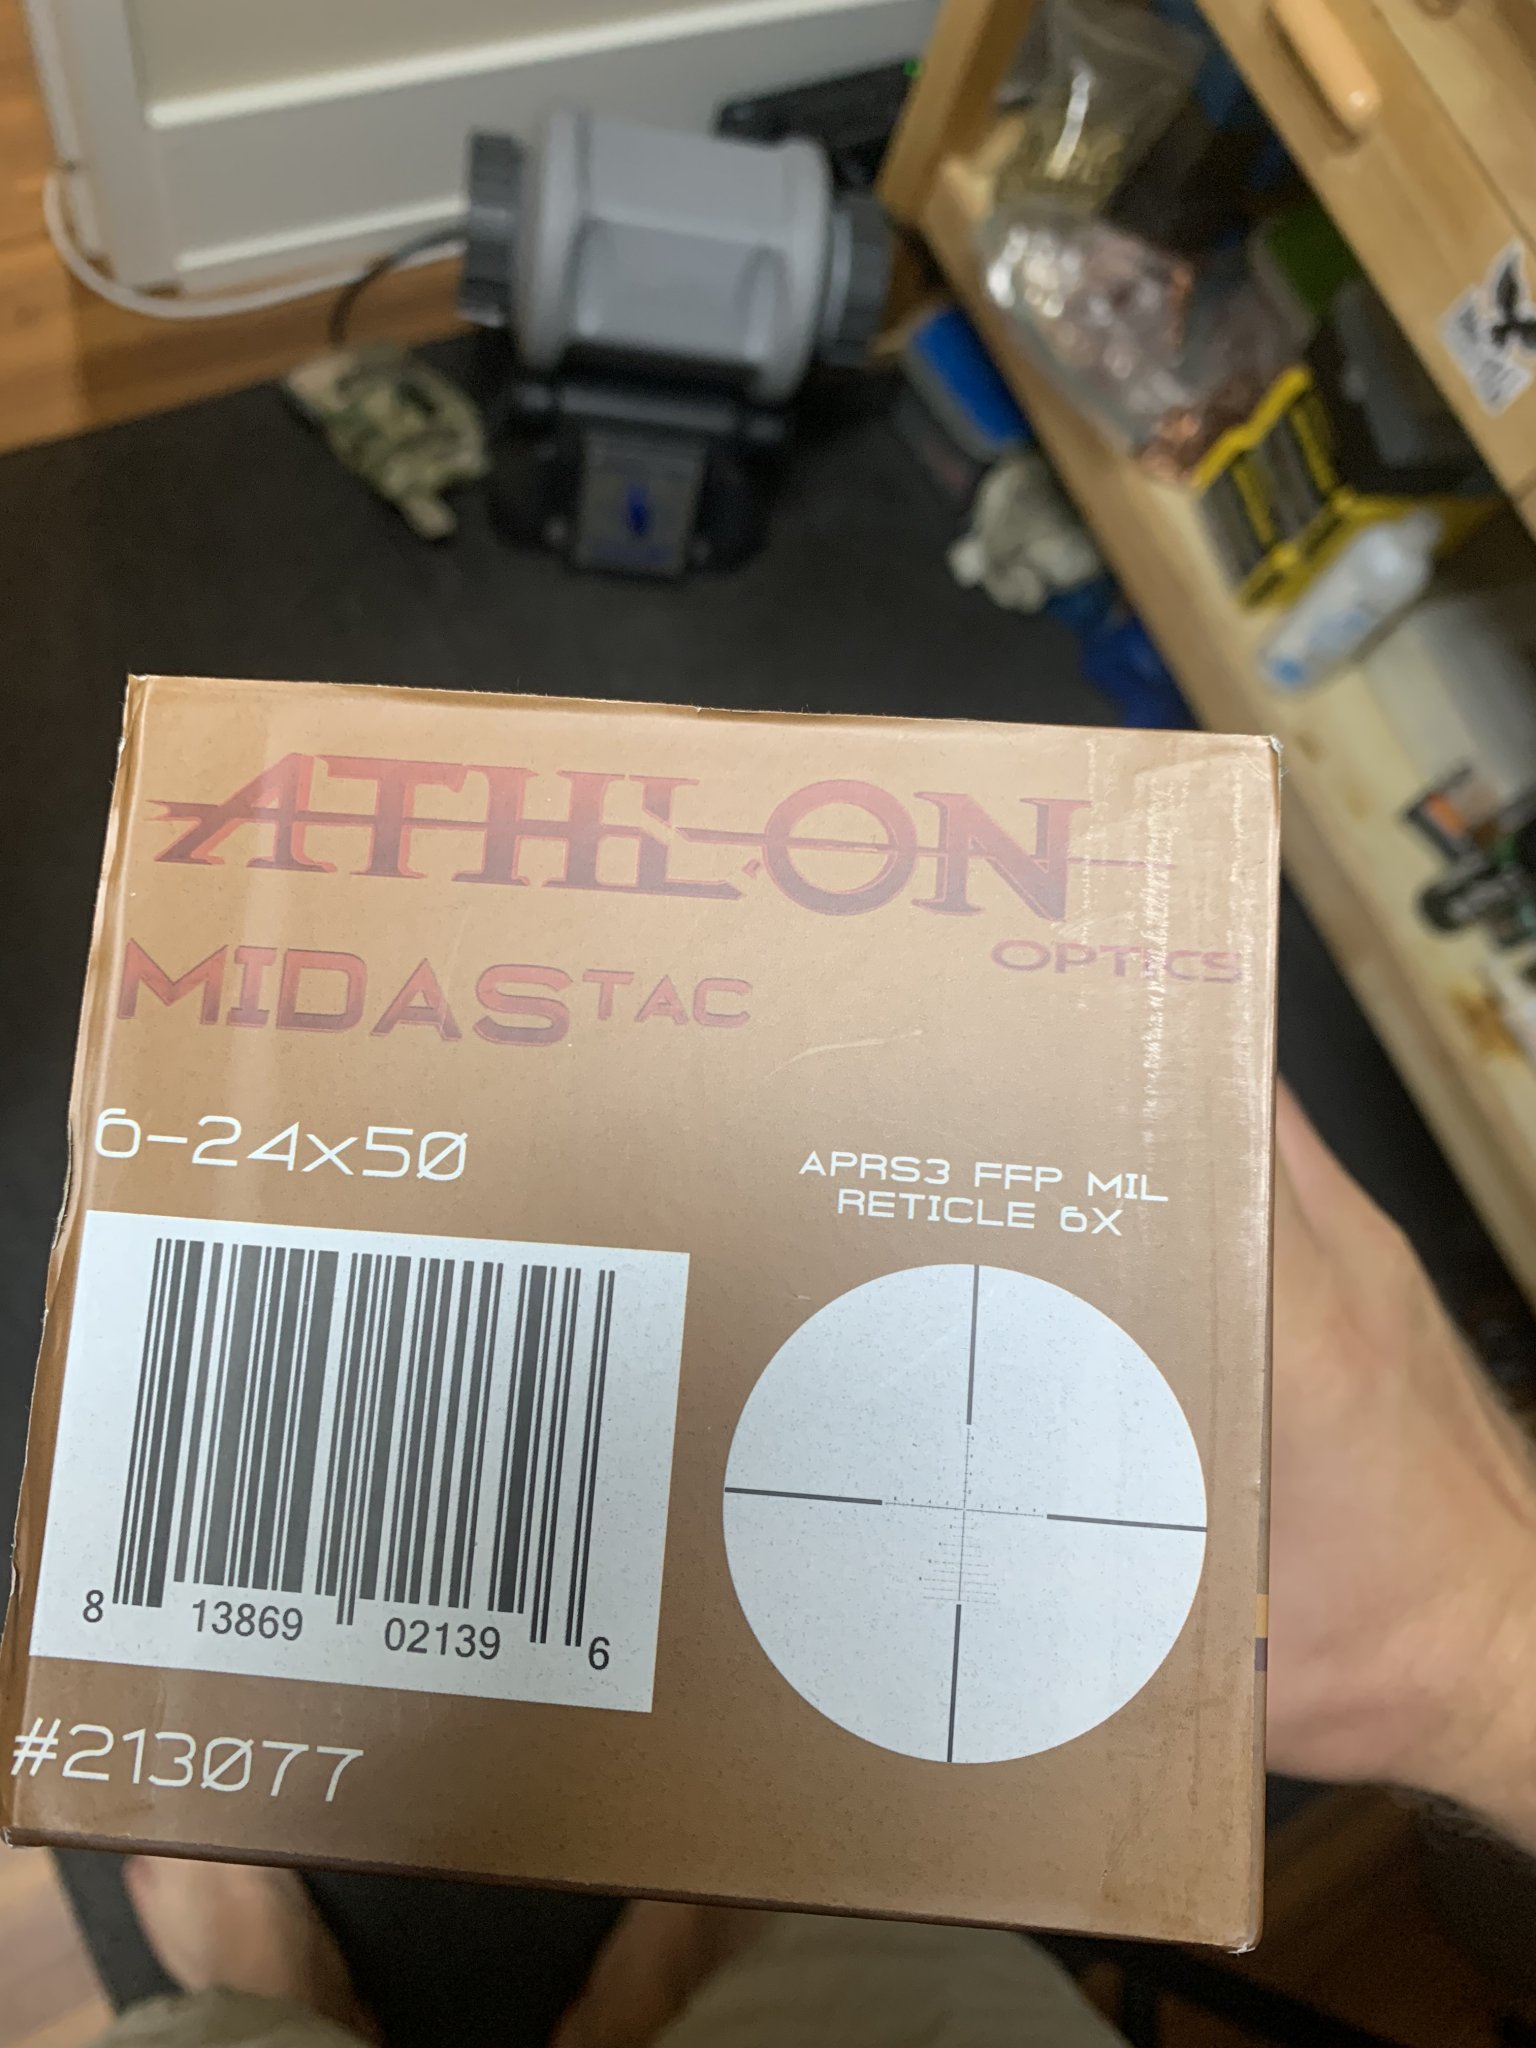 ATHLON
OPTICS
MIDAS TAC
6-24x50
APRS3 FFP MIL
RETICLE 6X
8 13869 02139 6
#213077